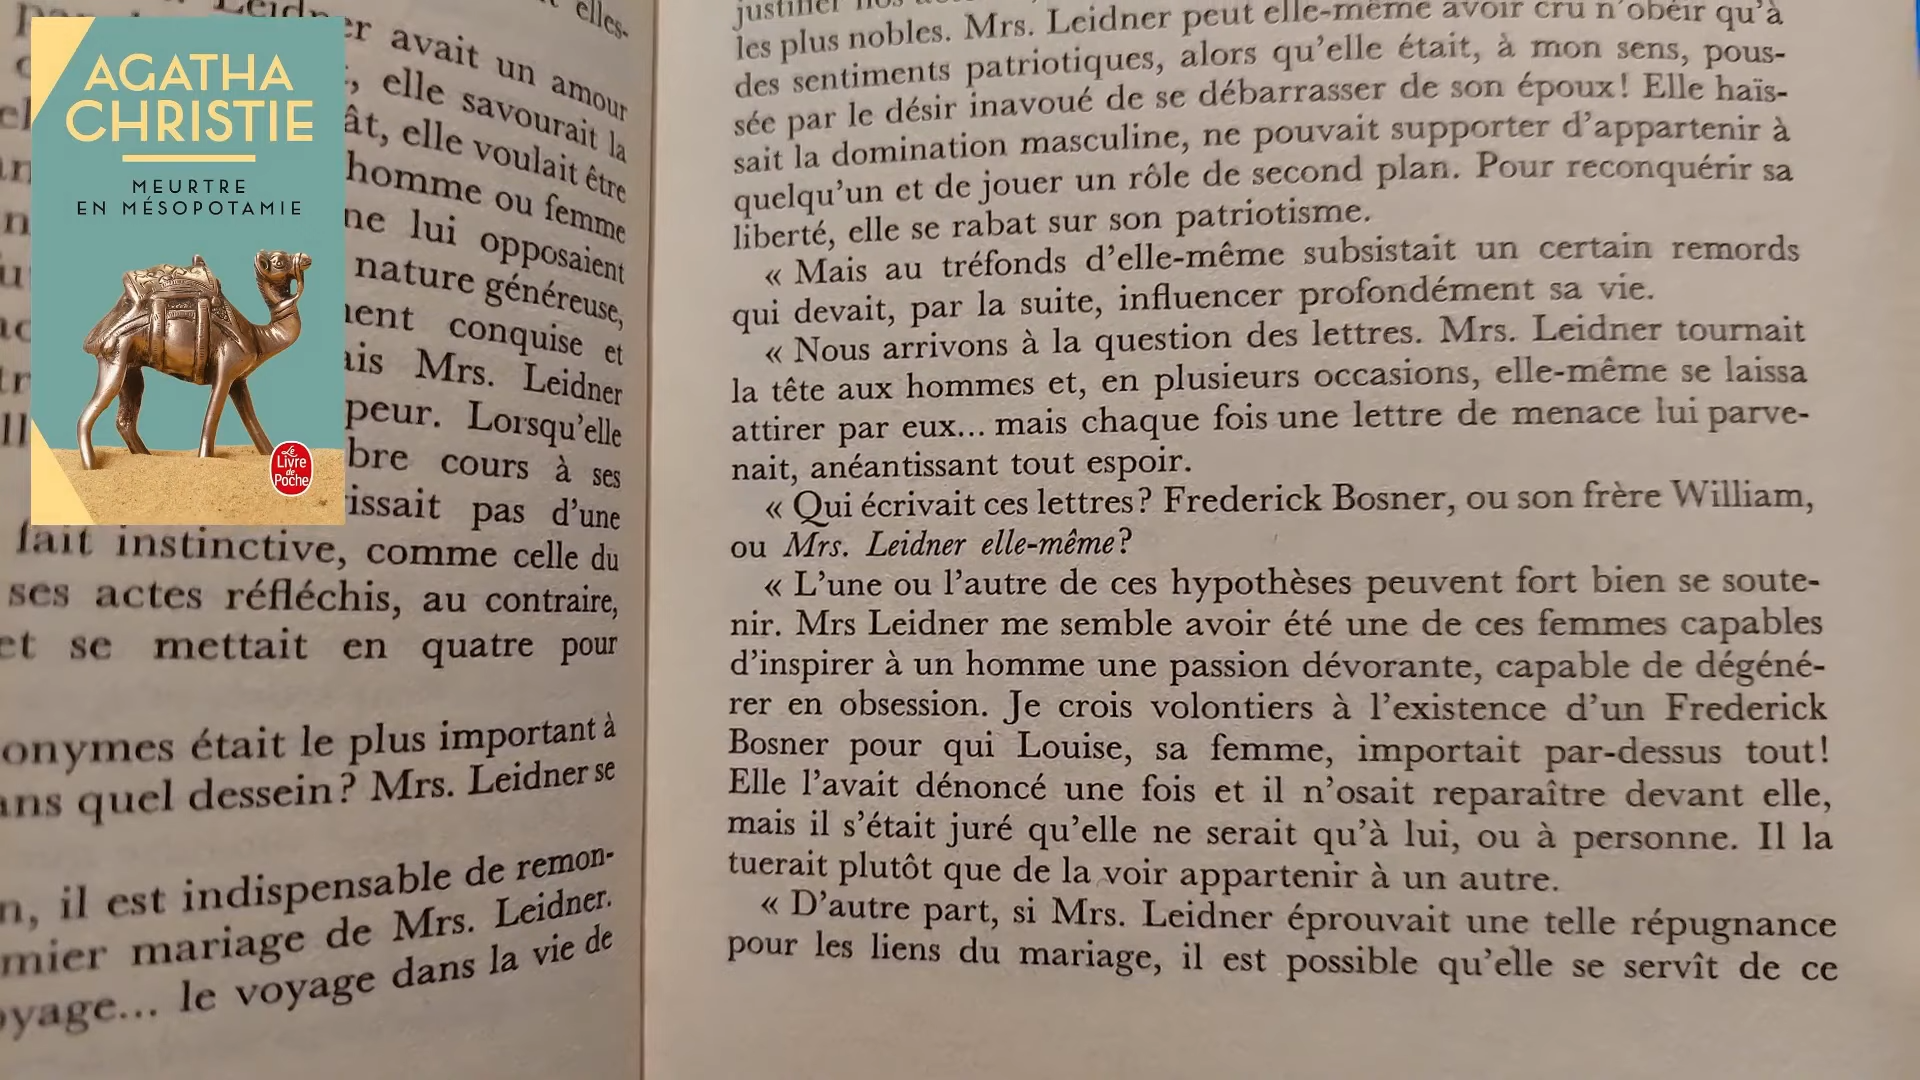 AGATHA
CHRISTIE
MEURTRE
EN MÉSOPOTAMIE
Le
Livre
de
Poche
elles-
avait un amour
elle savourait la
elle voulait être
homme ou femme
lui opposaient
nature généreuse,
conquise et
Mrs. Leidner
peur. Lorsqu'elle
cours à ses
pas d'une
fait instinctive, comme celle du
ses actes réfléchis, au contraire,
et se mettait en quatre pour
était le plus important à
quel dessein? Mrs. Leidner se
il est indispensable de remon-
mariage de Mrs. Leidner.
le voyage dans la vie de
justifier
les plus nobles. Mrs. Leidner peut elle-même avoir cru n'obéir qu'à
des sentiments patriotiques, alors qu'elle était, à mon sens, pous-
sée par le désir inavoué de se débarrasser de son époux! Elle haïs-
sait la domination masculine, ne pouvait supporter d'appartenir à
quelqu'un et de jouer un rôle de second plan. Pour reconquérir sa
liberté, elle se rabat sur son patriotisme.
« Mais au tréfonds d'elle-même subsistait un certain remords
qui devait, par la suite, influencer profondément sa vie.
« Nous arrivons à la question des lettres. Mrs. Leidner tournait
la tête aux hommes et, en plusieurs occasions, elle-même se laissa
attirer par eux... mais chaque fois une lettre de menace lui parve-
nait, anéantissant tout espoir.
« Qui écrivait ces lettres? Frederick Bosner, ou son frère William,
ou Mrs. Leidner elle-même?
« L'une ou l'autre de ces hypothèses peuvent fort bien se soute-
nir. Mrs Leidner me semble avoir été une de ces femmes capables
d'inspirer à un homme une passion dévorante, capable de dégéné-
rer en obsession. Je crois volontiers à l'existence d'un Frederick
Bosner pour qui Louise, sa femme, importait par-dessus tout!
Elle l'avait dénoncé une fois et il n'osait reparaître devant elle,
mais il s'était juré qu'elle ne serait qu'à lui, ou à personne. Il la
tuerait plutôt que de la voir appartenir à un autre.
« D'autre part, si Mrs. Leidner éprouvait une telle répugnance
pour les liens du mariage, il est possible qu'elle se servît de ce